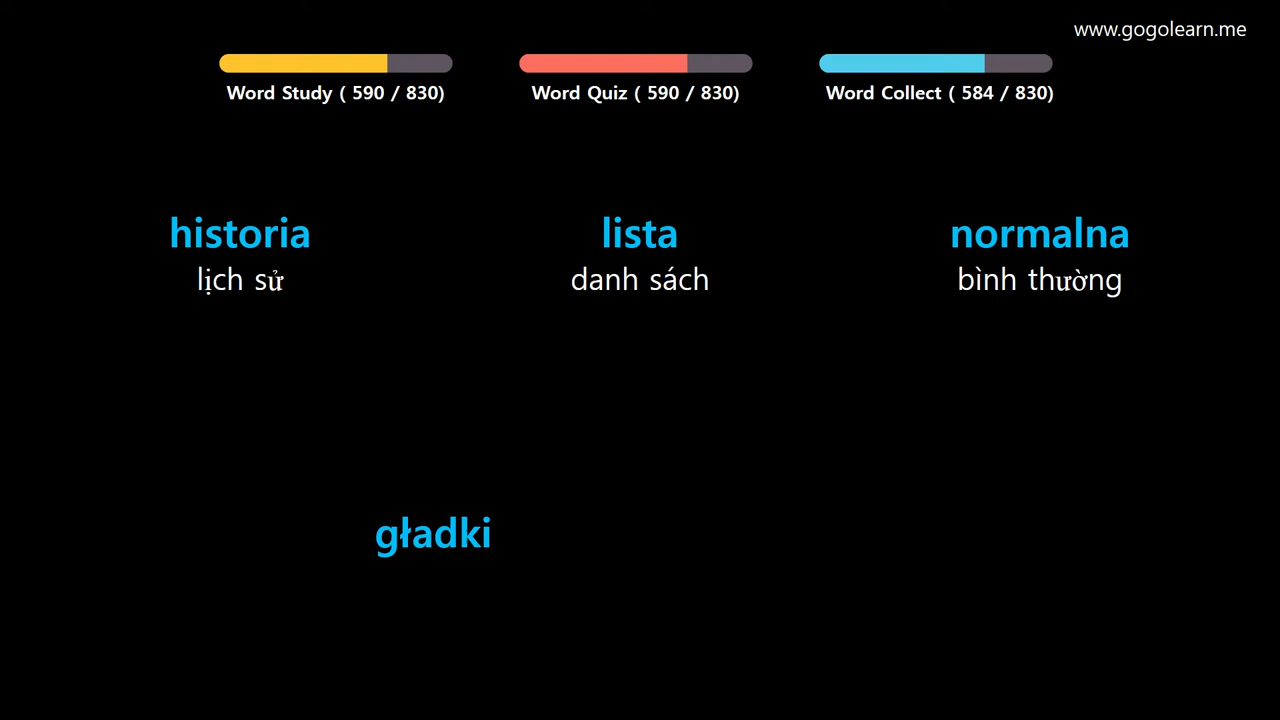 www.gogolearn.me
Word Study ( 590 / 830)
Word Quiz ( 590 / 830)
Word Collect ( 584 / 830)
historia
lịch sử
lista
danh sách
normalna
bình thường
gładki